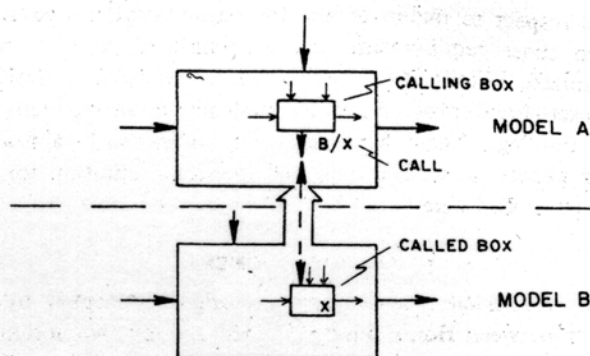 CALLING BOX
MODEL A
B/X
CALL
CALLED BOX
X
MODEL B